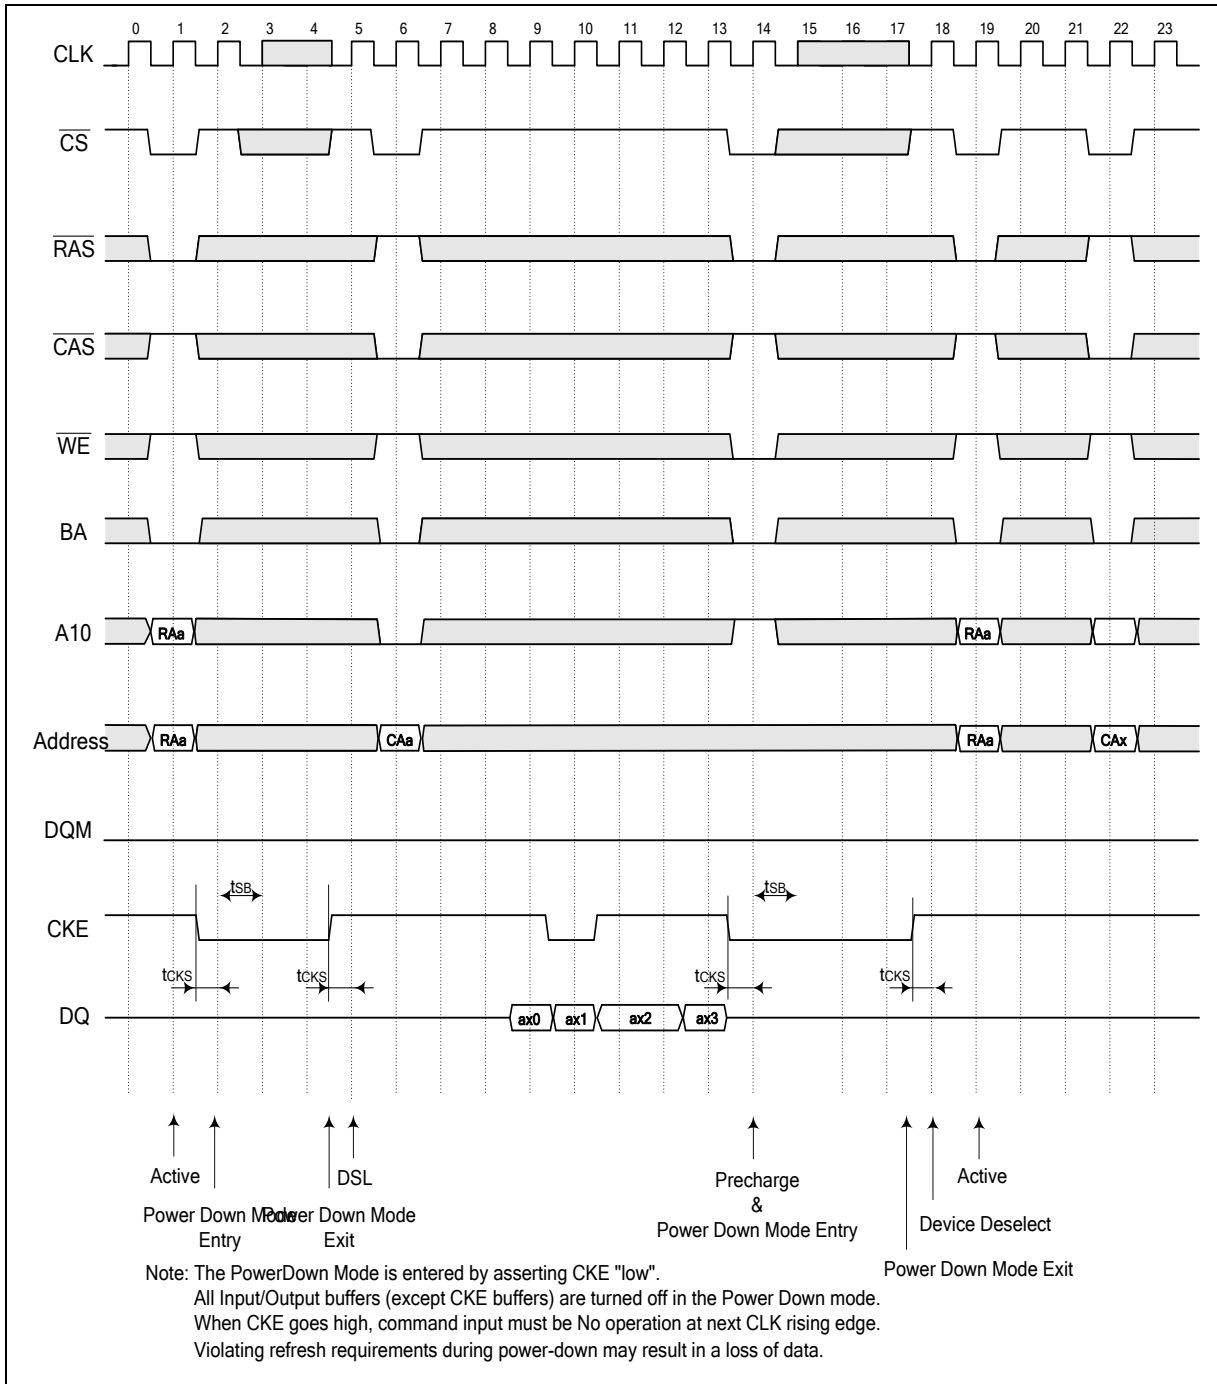 0 1 2 3 4 5 6 7 8 9 10 11 12 13 14 15 16 17 18 19 20 21 22 23
CLK
CS
RAS
CAS
WE
BA
A10 RAa RAa
Address RAa CAa RAa CAx
DQM
tSB tSB
CKE
tCKS tCKS tCKS tCKS
DQ ax0 ax1 ax2 ax3
Active DSL Precharge Active
&
Power Down Mode Power Down Mode Power Down Mode Entry Device Deselect
Entry Exit
Power Down Mode Exit
Note: The PowerDown Mode is entered by asserting CKE "low".
All Input/Output buffers (except CKE buffers) are turned off in the Power Down mode.
When CKE goes high, command input must be No operation at next CLK rising edge.
Violating refresh requirements during power-down may result in a loss of data.